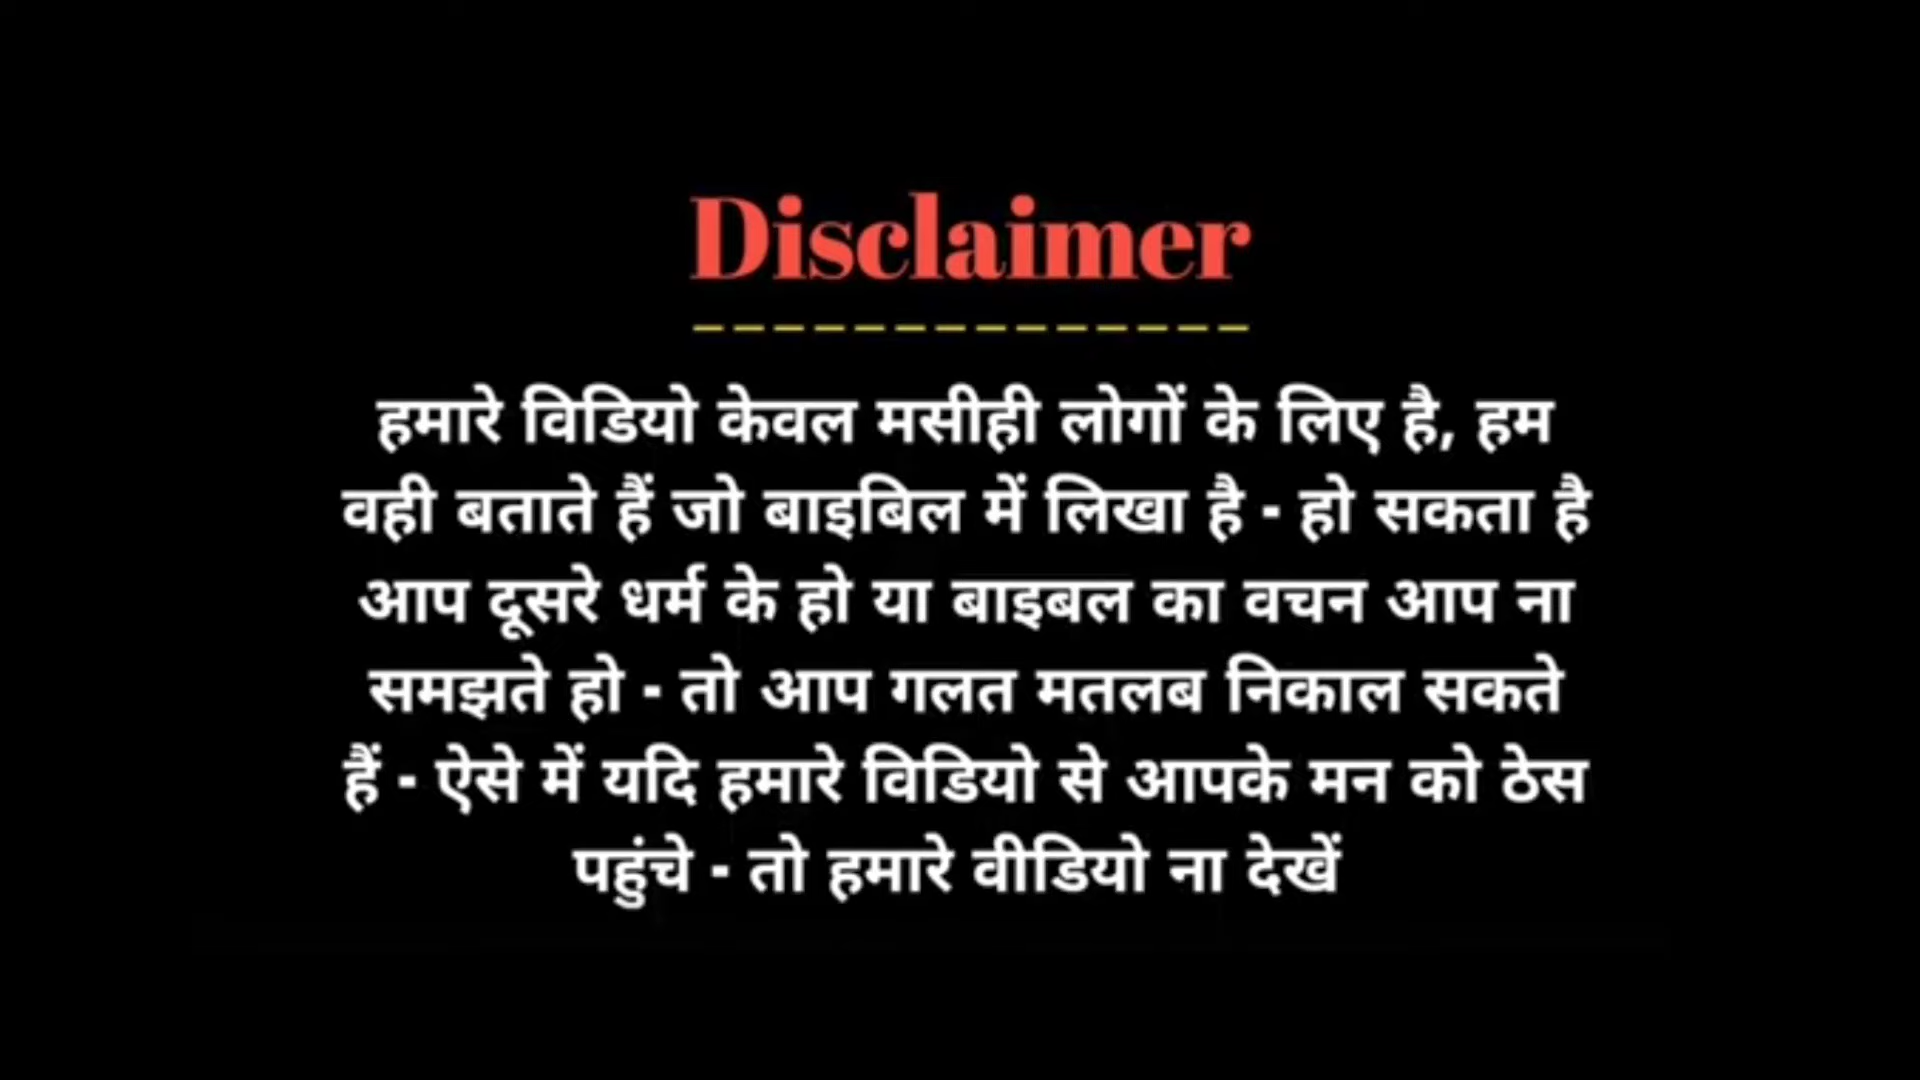 Disclaimer
--------------
हमारे विडियो केवल मसीही लोगों के लिए है, हम
वही बताते हैं जो बाइबिल में लिखा है - हो सकता है
आप दूसरे धर्म के हो या बाइबल का वचन आप ना
समझते हो - तो आप गलत मतलब निकाल सकते
हैं - ऐसे में यदि हमारे विडियो से आपके मन को ठेस
पहुंचे - तो हमारे वीडियो ना देखें